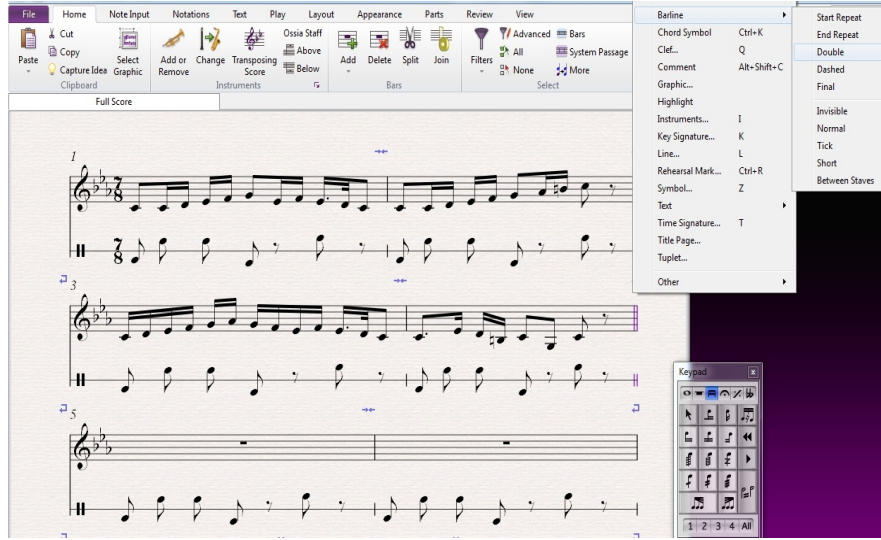 File Home Note Input Notations Text Play Layout Appearance Parts Review View
Paste
Cut
Copy
Capture Idea
Select Graphic
Clipboard
Add or Remove
Change
Transposing Score
Ossia Staff
Above
Below
Instruments
Add
Delete
Split
Join
Bars
Filters
Advanced
All
None
Bars
System Passage
More
Select
Full Score
Barline
Chord Symbol Ctrl+K
Clef... Q
Comment Alt+Shift+C
Graphic...
Highlight
Instruments... I
Key Signature... K
Line... L
Rehearsal Mark... Ctrl+R
Symbol... Z
Text
Time Signature... T
Title Page...
Tuplet...
Other
Start Repeat
End Repeat
Double
Dashed
Final
Invisible
Normal
Tick
Short
Between Staves
1
7
8
7
8
3
5
Keypad x
1 2 3 4 All